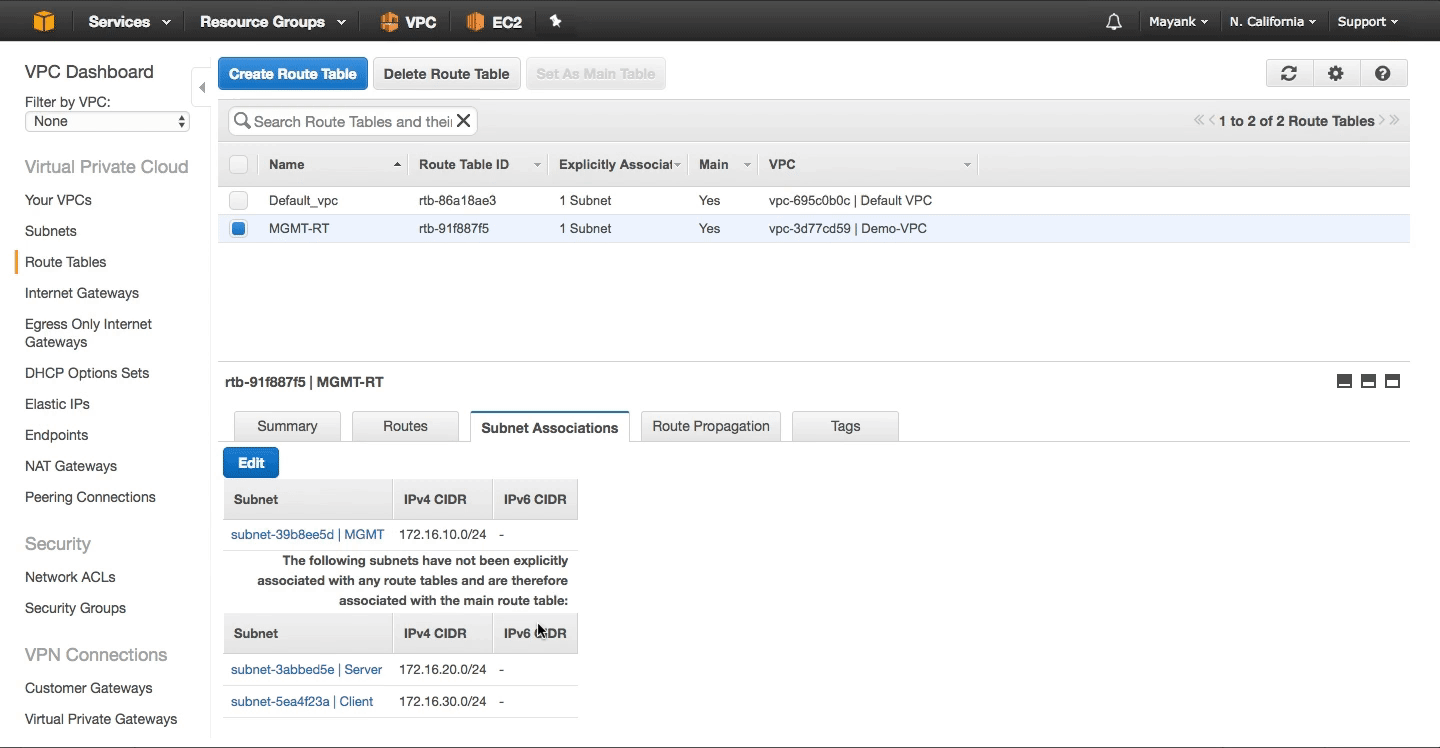 Services Resource Groups VPC EC2 Mayank N. California Support
VPC Dashboard
Filter by VPC:
None
Virtual Private Cloud
Your VPCs
Subnets
Route Tables
Internet Gateways
Egress Only Internet
Gateways
DHCP Options Sets
Elastic IPs
Endpoints
NAT Gateways
Peering Connections
Security
Network ACLs
Security Groups
VPN Connections
Customer Gateways
Virtual Private Gateways
Create Route Table Delete Route Table Set As Main Table
Search Route Tables and thei
1 to 2 of 2 Route Tables
Name Route Table ID Explicitly Associat Main VPC
Default_vpc rtb-86a18ae3 1 Subnet Yes vpc-695c0b0c | Default VPC
MGMT-RT rtb-91f887f5 1 Subnet Yes vpc-3d77cd59 | Demo-VPC
rtb-91f887f5 | MGMT-RT
Summary Routes Subnet Associations Route Propagation Tags
Edit
Subnet IPv4 CIDR IPv6 CIDR
subnet-39b8ee5d | MGMT 172.16.10.0/24 -
The following subnets have not been explicitly
associated with any route tables and are therefore
associated with the main route table:
Subnet IPv4 CIDR IPv6 CIDR
subnet-3abbed5e | Server 172.16.20.0/24 -
subnet-5ea4f23a | Client 172.16.30.0/24 -